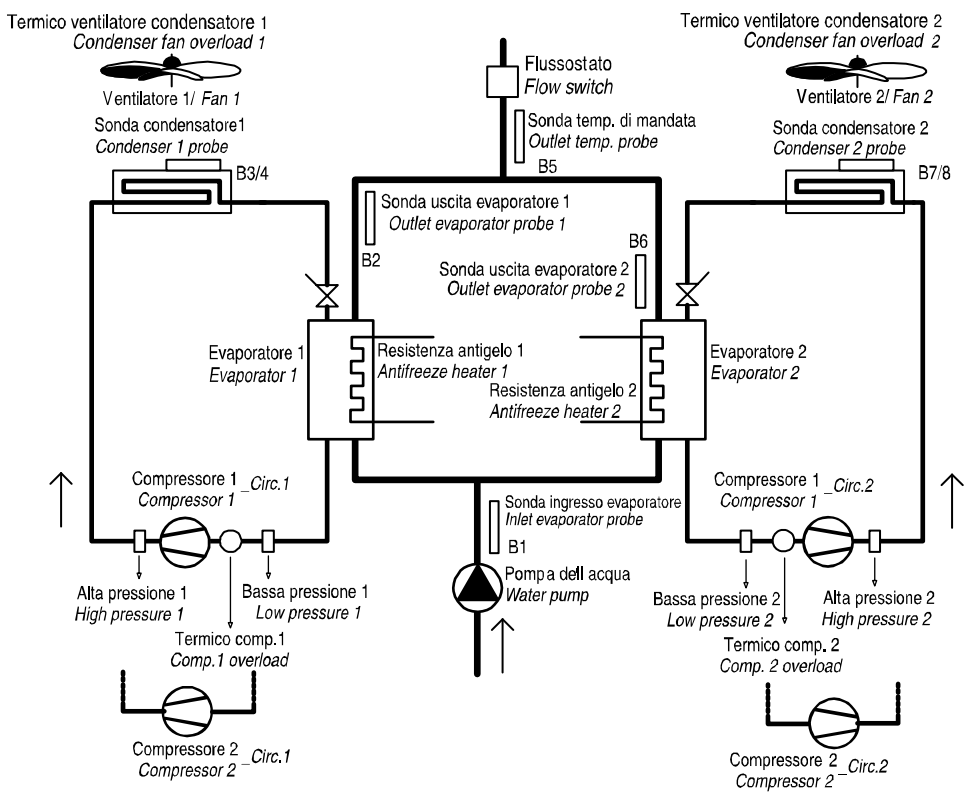 Termico ventilatore condensatore 1
Condenser fan overload 1
Ventilatore 1/ Fan 1
Sonda condensatore1
Condenser 1 probe
B3/4
Flussostato
Flow switch
Sonda temp. di mandata
Outlet temp. probe
B5
Termico ventilatore condensatore 2
Condenser fan overload 2
Ventilatore 2/ Fan 2
Sonda condensatore 2
Condenser 2 probe
B7/8
Sonda uscita evaporatore 1
Outlet evaporator probe 1
B2
B6
Sonda uscita evaporatore 2
Outlet evaporator probe 2
Evaporatore 1
Evaporator 1
Resistenza antigelo 1
Antifreeze heater 1
Resistenza antigelo 2
Antifreeze heater 2
Evaporatore 2
Evaporator 2
Compressore 1 _Circ.1
Compressor 1
Sonda ingresso evaporatore
Inlet evaporator probe
B1
Compressore 1 _Circ.2
Compressor 1
Alta pressione 1
High pressure 1
Bassa pressione 1
Low pressure 1
Pompa dell acqua
Water pump
Bassa pressione 2
Low pressure 2
Alta pressione 2
High pressure 2
Termico comp.1
Comp.1 overload
Termico comp. 2
Comp. 2 overload
Compressore 2 _Circ.1
Compressor 2
Compressore 2 _Circ.2
Compressor 2